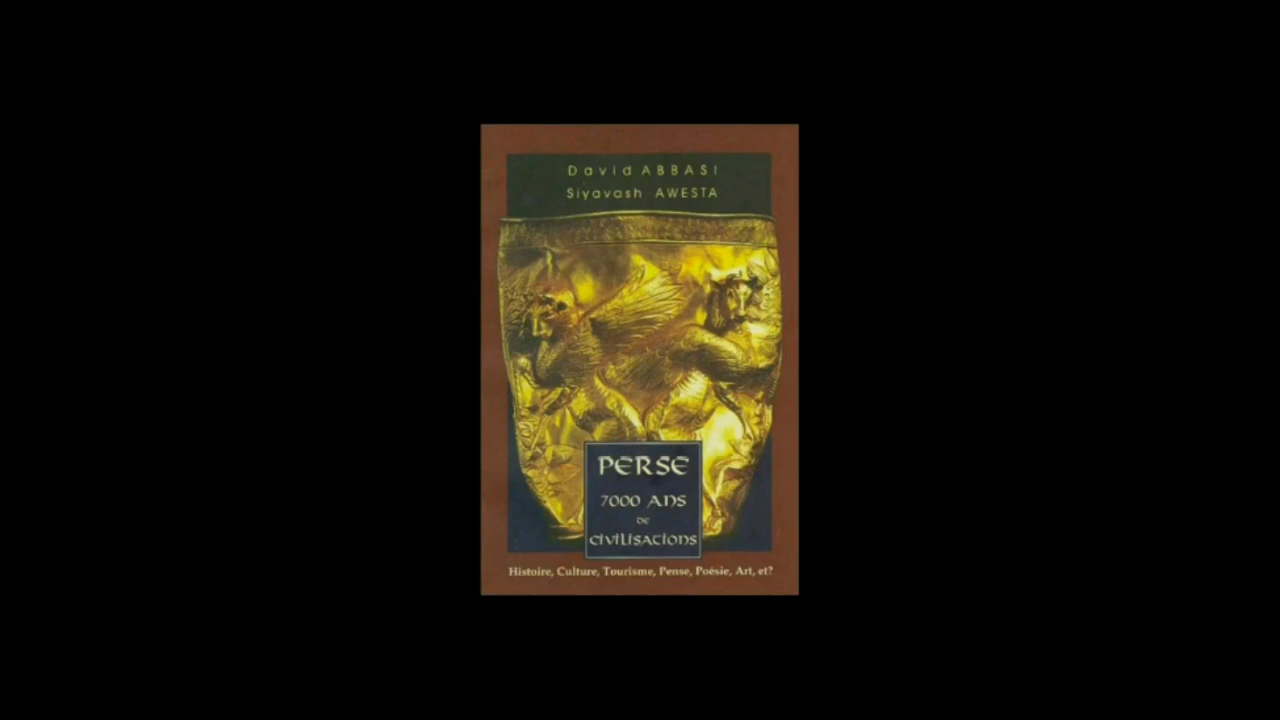 David ABBASI
Siyavash AWESTA
PERSE
7000 ANS
DE
CIVILISATIONS
Histoire, Culture, Tourisme, Pense, Poésie, Art, et?